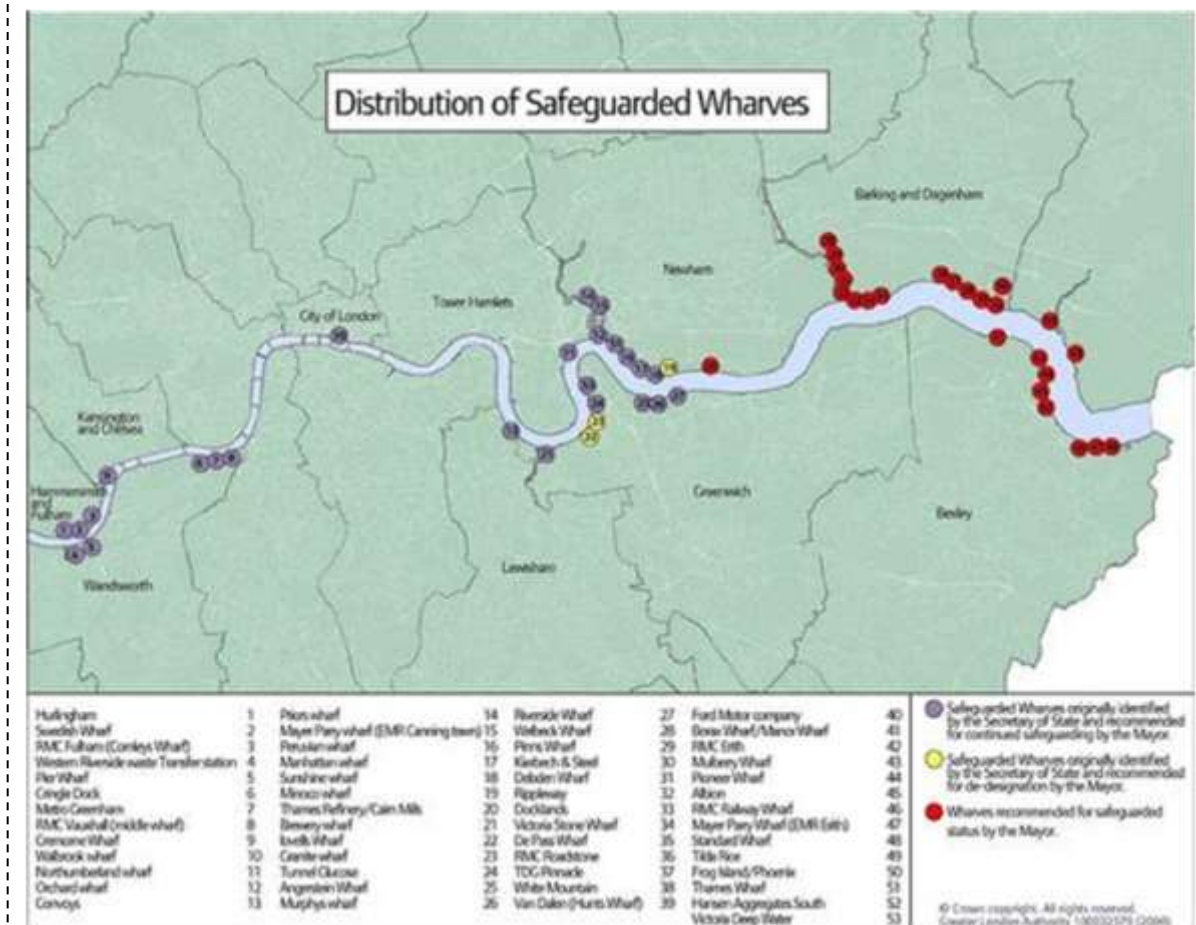 Distribution of Safeguarded Wharves
Barking and Dagenham
Newham
Tower Hamlets
City of London
Kensington
and Chelsea
Hammersmith
and
Fulham
Greenwich
Bexley
Lewisham
Wandsworth
Hurlingham 1
Swedish Wharf 2
RMC Fulham (Comleys Wharf) 3
Western Riverside waste Transfer station 4
Pier Wharf 5
Cringle Dock 6
Metro Greenham 7
RMC Vauxhall (middle wharf) 8
Cremorne Wharf 9
Walbrook wharf 10
Northumberland wharf 11
Orchard wharf 12
Convoys 13
Priors wharf 14
Mayer Parry wharf (EMR Canning town) 15
Peruvian wharf 16
Manhattan wharf 17
Sunshine wharf 18
Minoco wharf 19
Thames Refinery/Cairn Mills 20
Brewery wharf 21
lovells Wharf 22
Granite wharf 23
Tunnel Glucose 24
Angerstein Wharf 25
Murphys wharf 26
Riverside Wharf 27
Welbeck Wharf 28
Pinns Wharf 29
Kierbeck & Steel 30
Debden Wharf 31
Rippleway 32
Docklands 33
Victoria Stone Wharf 34
De Pass Wharf 35
RMC Roadstone 36
TDG Pinnade 37
White Mountain 38
Van Dalen (Hunts Wharf) 39
Ford Motor company 40
Borax Wharf/Manor Wharf 41
RMC Erith 42
Mulberry Wharf 43
Pioneer Wharf 44
Albion 45
RMC Railway Wharf 46
Mayer Parry Wharf (EMR Erith) 47
Standard Wharf 48
Tilda Rice 49
Frog Island/Phoenix 50
Thames Wharf 51
Hansen Aggregates South 52
Victoria Deep Water 53
Safeguarded Wharves originally identified
by the Secretary of State and recommended
for continued safeguarding by the Mayor.
Safeguarded Wharves originally identified
by the Secretary of State and recommended
for de-designation by the Mayor.
Wharves recommended for safeguarded
status by the Mayor.
© Crown copyright. All rights reserved.
Greater London Authority